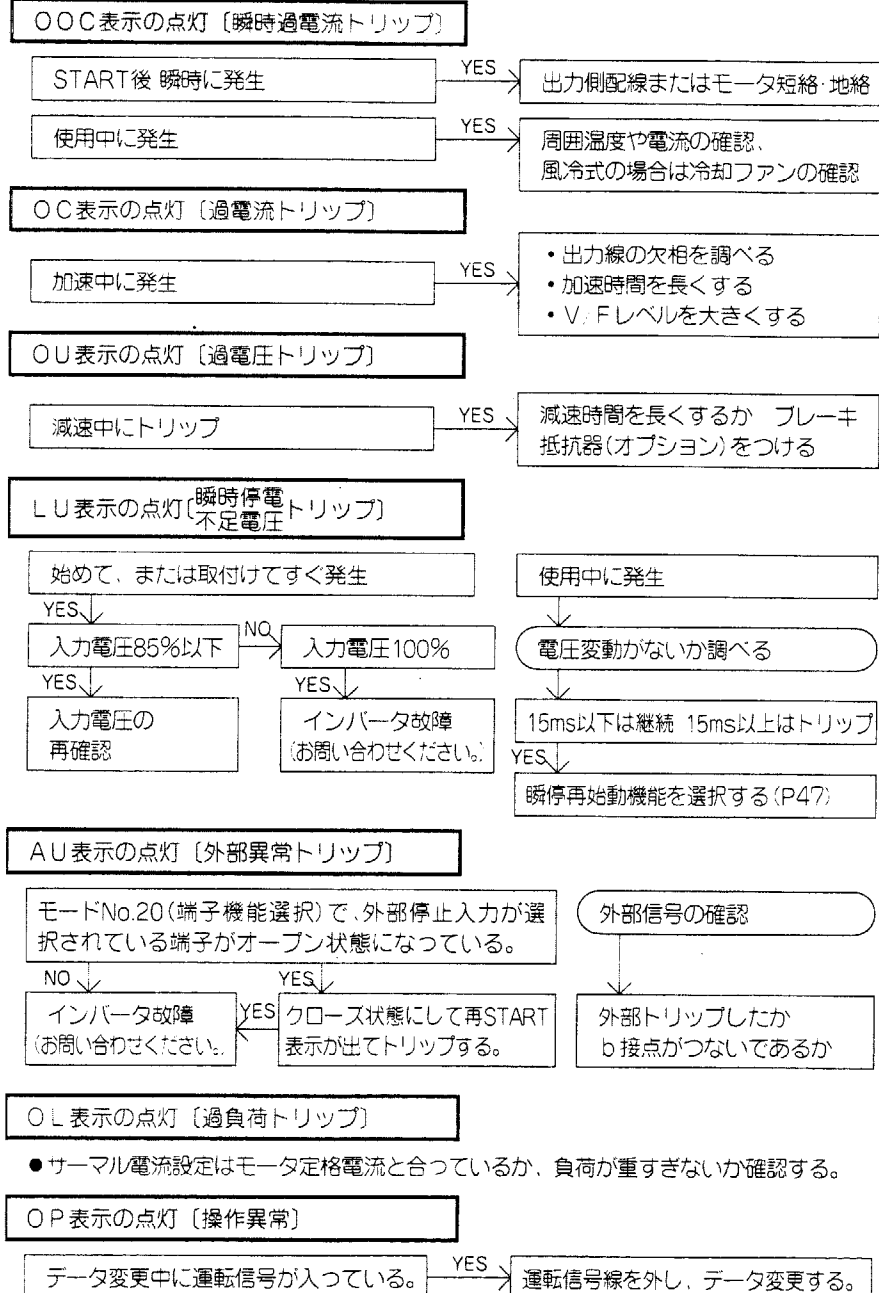 OOC表示の点灯〔瞬時過電流トリップ〕
START後 瞬時に発生
YES
出力側配線またはモータ短絡·地絡
使用中に発生
YES
周囲温度や電流の確認、
風冷式の場合は冷却ファンの確認
OC表示の点灯〔過電流トリップ〕
加速中に発生
YES
・出力線の欠相を調べる
・加速時間を長くする
・V/Fレベルを大きくする
OU表示の点灯〔過電圧トリップ〕
減速中にトリップ
YES
減速時間を長くするか ブレーキ
抵抗器(オプション)をつける
LU表示の点灯〔瞬時停電
不足電圧トリップ〕
始めて、または取付けてすぐ発生
使用中に発生
YES
入力電圧85%以下
NO
入力電圧100%
電圧変動がないか調べる
YES
YES
入力電圧の
再確認
インバータ故障
(お問い合わせください。)
15ms以下は継続 15ms以上はトリップ
YES
瞬停再始動機能を選択する(P47)
AU表示の点灯〔外部異常トリップ〕
モードNo.20(端子機能選択)で、外部停止入力が選
択されている端子がオープン状態になっている。
外部信号の確認
NO
YES
インバータ故障
(お問い合わせください。)
YES
クローズ状態にして再START
表示が出てトリップする。
外部トリップしたか
b接点がつないであるか
OL表示の点灯〔過負荷トリップ〕
●サーマル電流設定はモータ定格電流と合っているか、負荷が重すぎないか確認する。
OP表示の点灯〔操作異常〕
データ変更中に運転信号が入っている。
YES
運転信号線を外し、データ変更する。